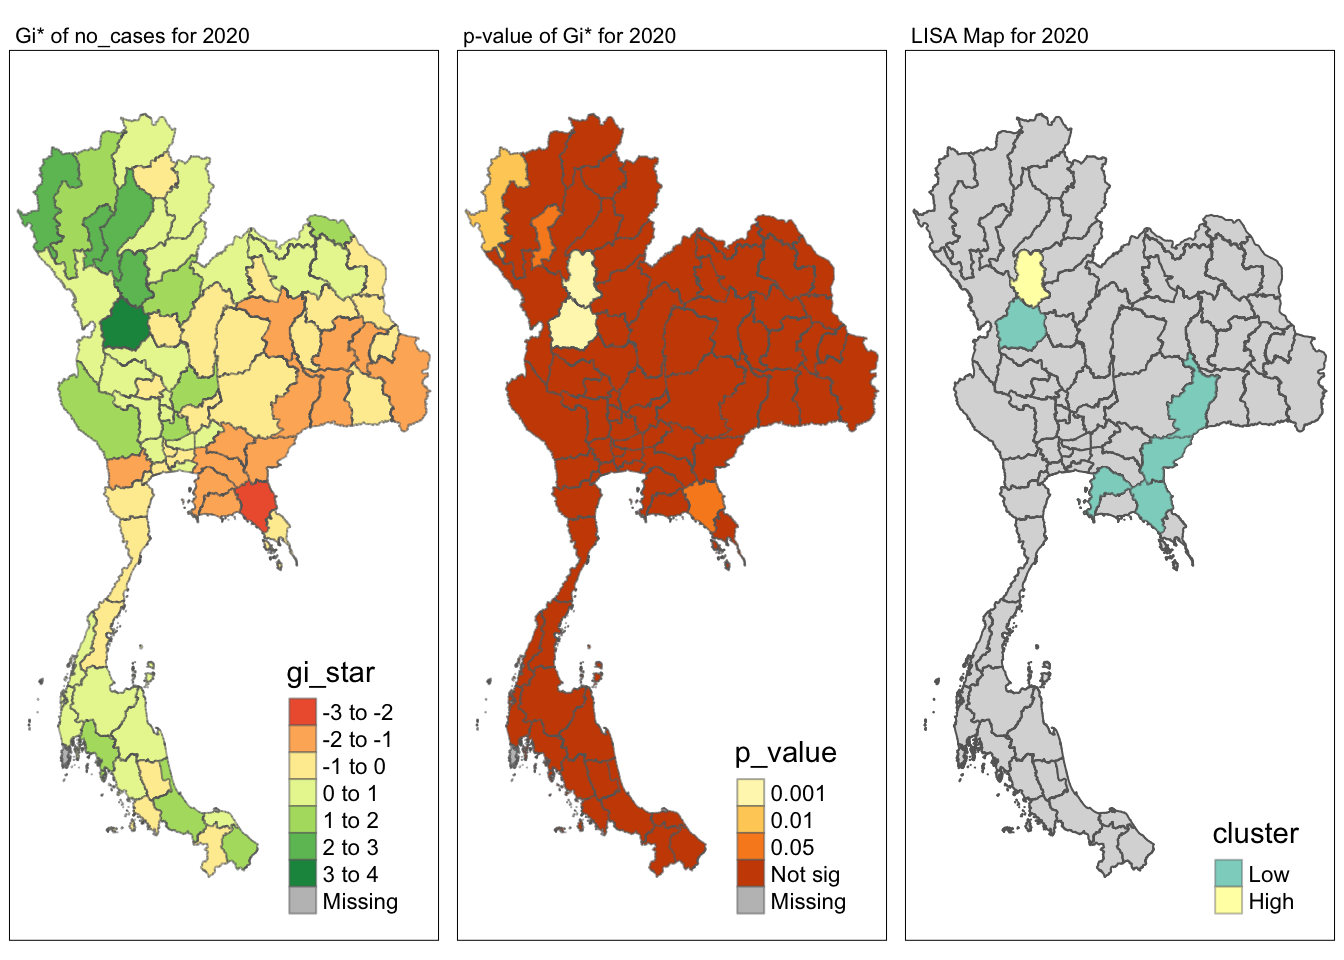 Gi* of no_cases for 2020
p-value of Gi* for 2020
LISA Map for 2020
gi_star
-3 to -2
-2 to -1
-1 to 0
0 to 1
1 to 2
2 to 3
3 to 4
Missing
p_value
0.001
0.01
0.05
Not sig
Missing
cluster
Low
High